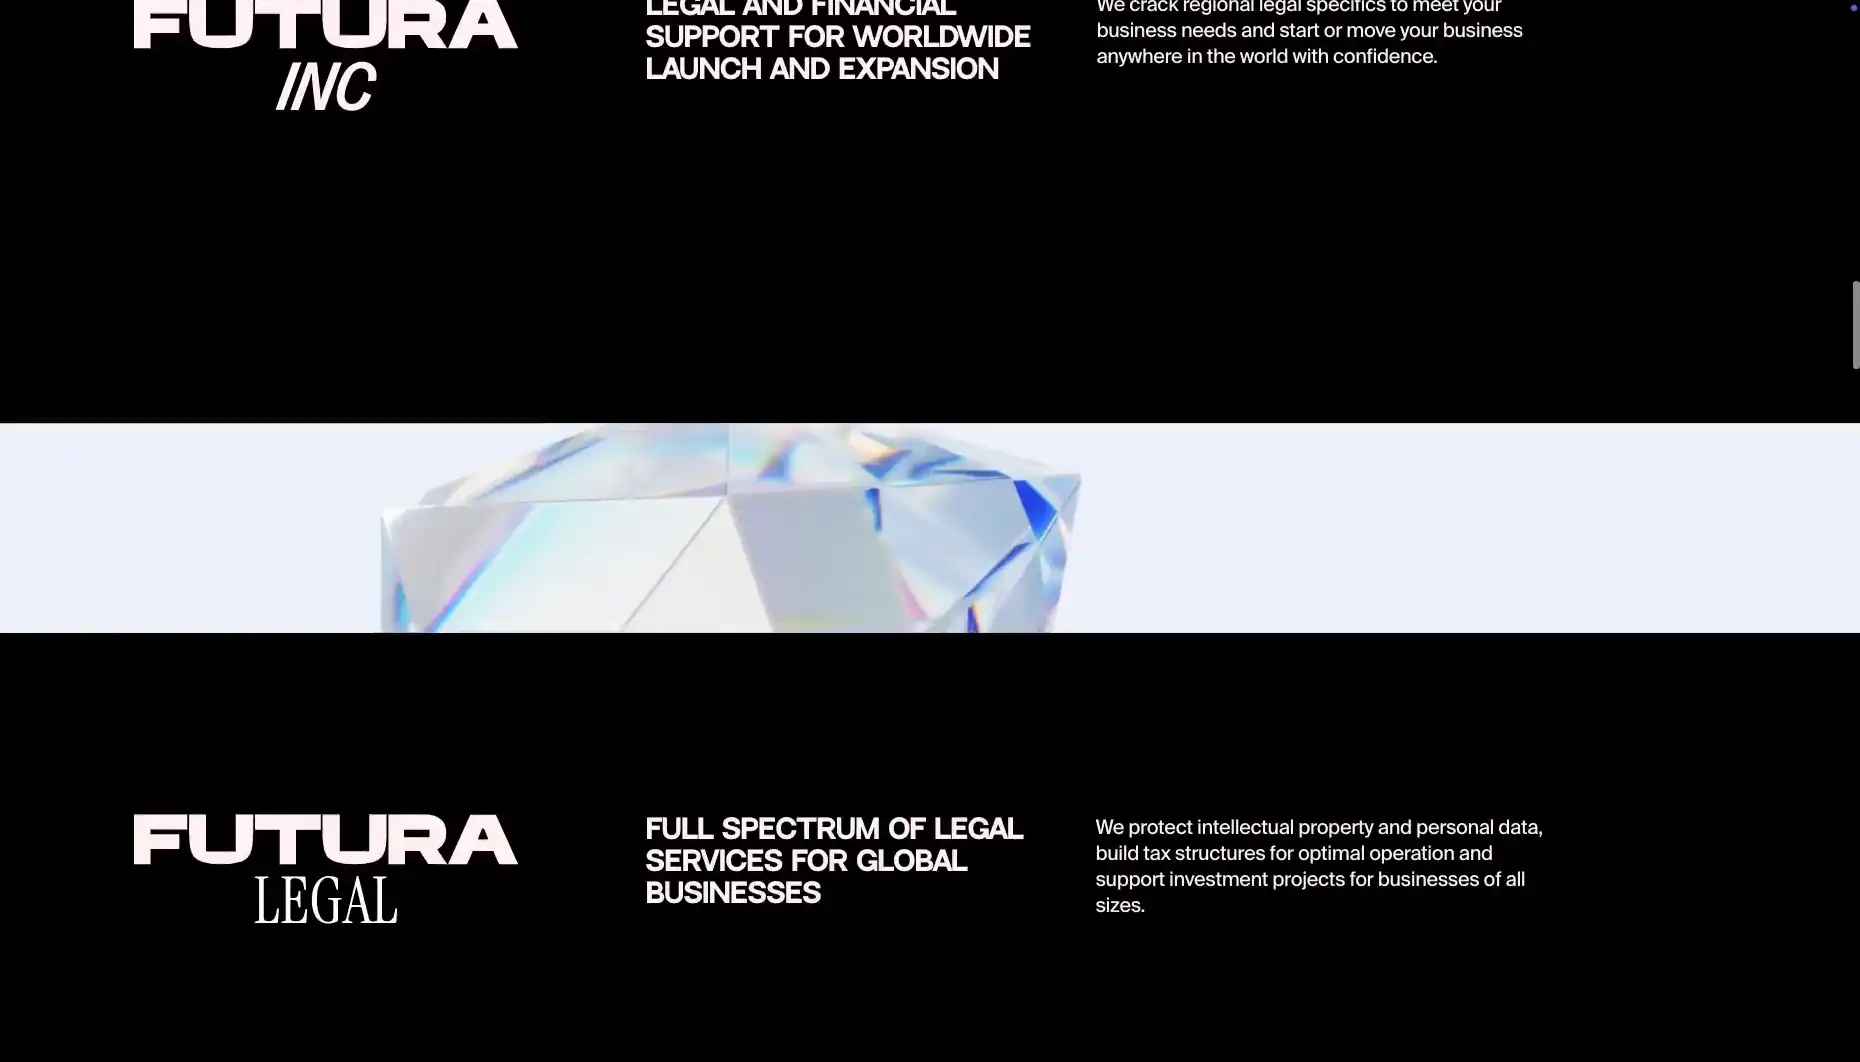 FUTURA
INC
LEGAL AND FINANCIAL
SUPPORT FOR WORLDWIDE
LAUNCH AND EXPANSION
We crack regional legal specifics to meet your
business needs and start or move your business
anywhere in the world with confidence.
FUTURA
LEGAL
FULL SPECTRUM OF LEGAL
SERVICES FOR GLOBAL
BUSINESSES
We protect intellectual property and personal data,
build tax structures for optimal operation and
support investment projects for businesses of all
sizes.